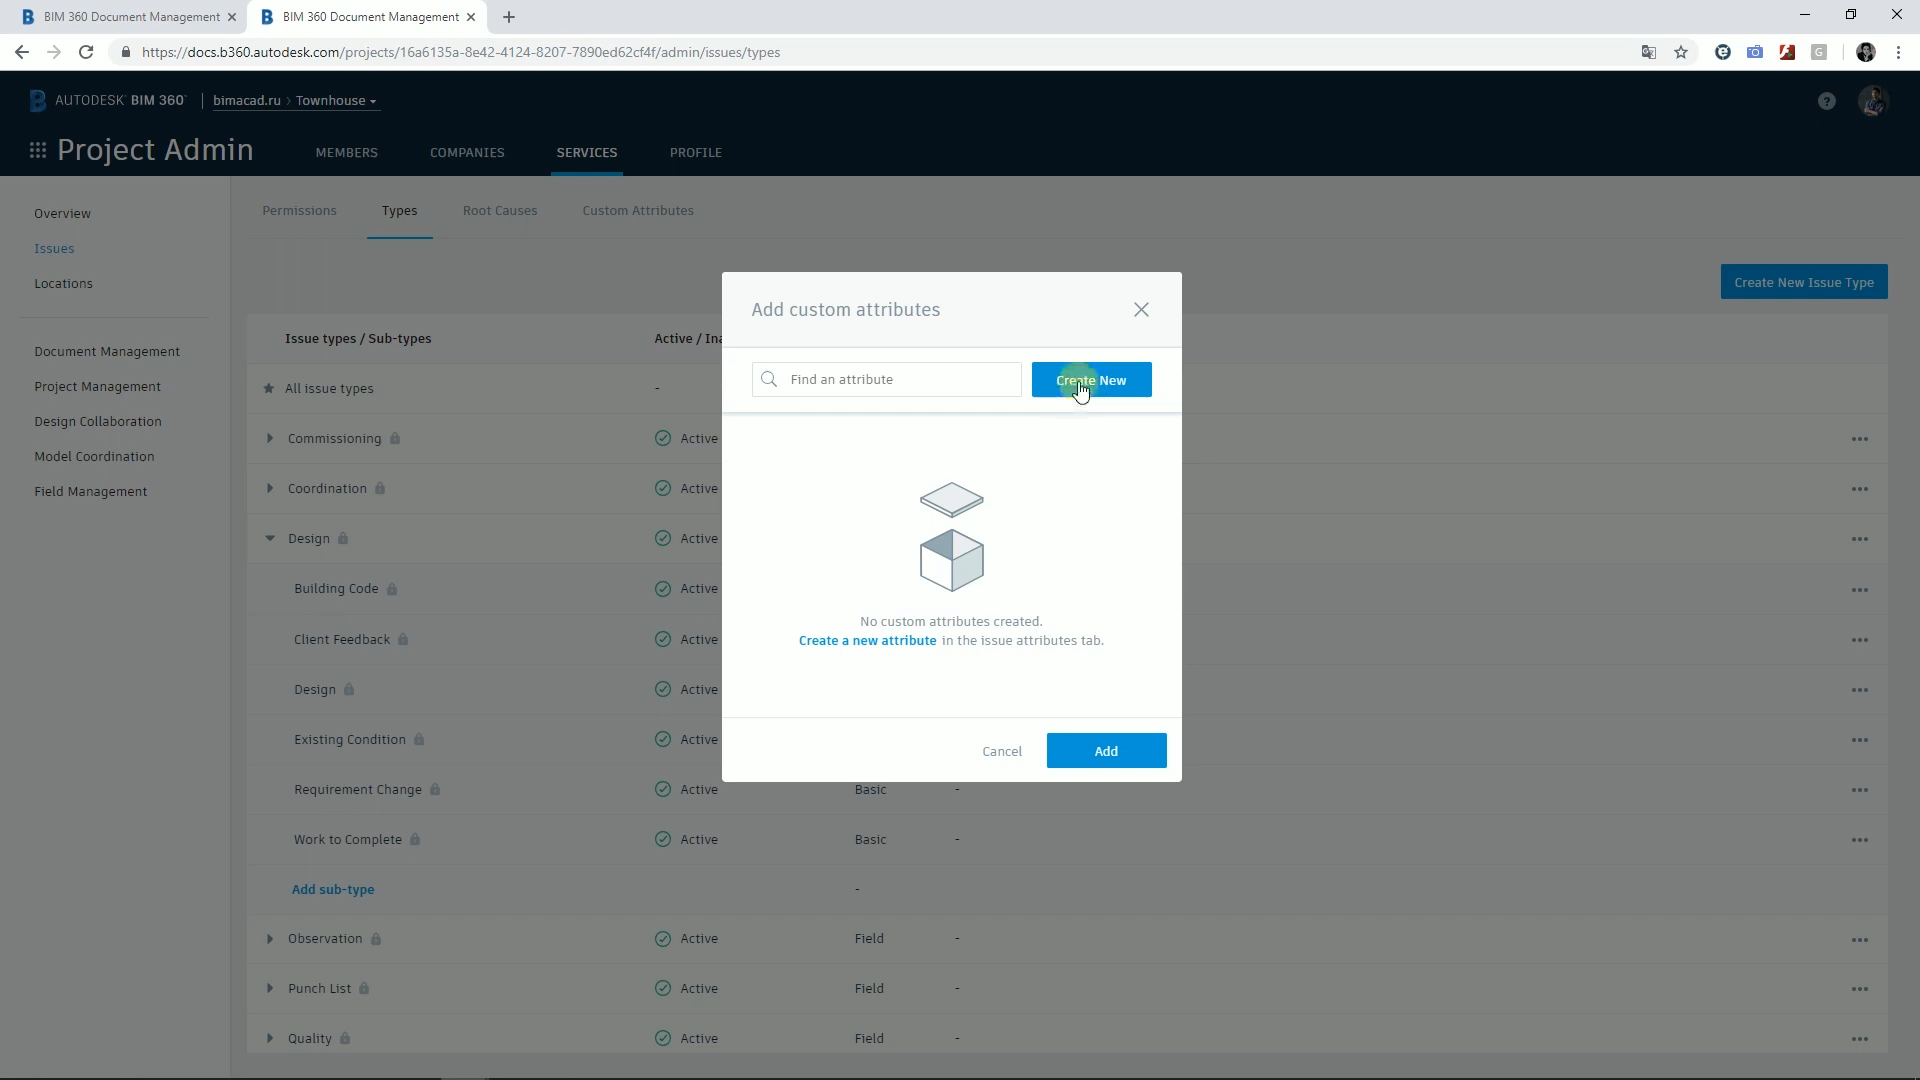 BIM 360 Document Management
BIM 360 Document Management
https://docs.b360.autodesk.com/projects/16a6135a-8e42-4124-8207-7890ed62cf4f/admin/issues/types
AUTODESK BIM 360
bimacad.ru > Townhouse
Project Admin
MEMBERS
COMPANIES
SERVICES
PROFILE
Overview
Issues
Locations
Document Management
Project Management
Design Collaboration
Model Coordination
Field Management
Permissions
Types
Root Causes
Custom Attributes
Create New Issue Type
Issue types / Sub-types
Active / Ina
All issue types
-
Commissioning
Active
Coordination
Active
Design
Active
Building Code
Active
Client Feedback
Active
Design
Active
Existing Condition
Active
Requirement Change
Active
Basic
-
Work to Complete
Active
Basic
-
Add sub-type
-
Observation
Active
Field
-
Punch List
Active
Field
-
Quality
Active
Field
-
Add custom attributes
Find an attribute
Create New
No custom attributes created.
Create a new attribute in the issue attributes tab.
Cancel
Add